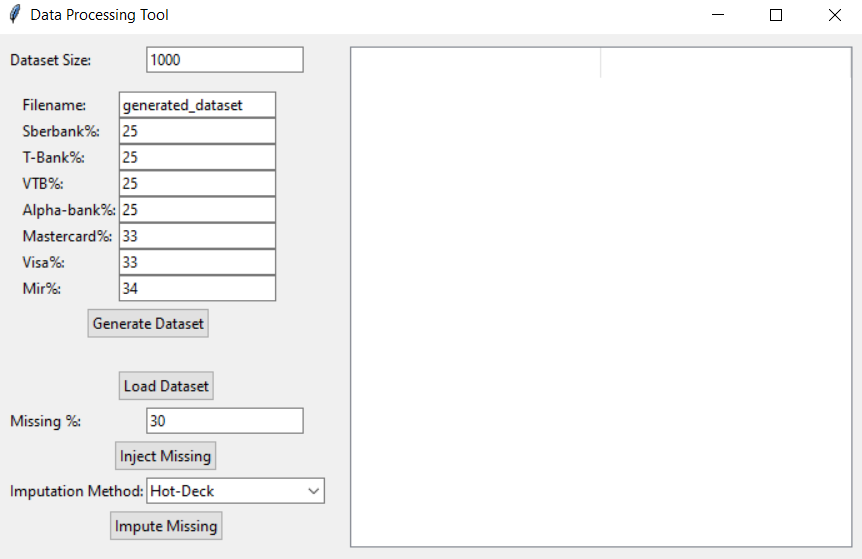 Data Processing Tool
Dataset Size: 1000
Filename: generated_dataset
Sberbank%: 25
T-Bank%: 25
VTB%: 25
Alpha-bank%: 25
Mastercard%: 33
Visa%: 33
Mir%: 34
Generate Dataset
Load Dataset
Missing %: 30
Inject Missing
Imputation Method: Hot-Deck
Impute Missing